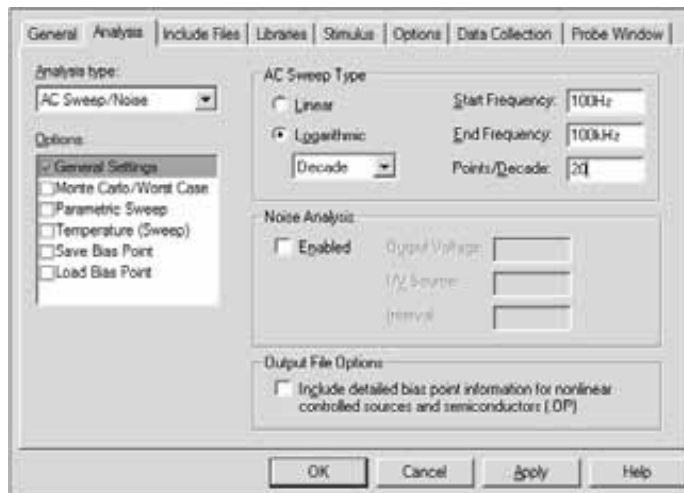 General Analysis Include Files Libraries Stimulus Options Data Collection Probe Window
Analysis type:
AC Sweep/Noise
Options:
General Settings
Monte Carlo/Worst Case
Parametric Sweep
Temperature (Sweep)
Save Bias Point
Load Bias Point
AC Sweep Type
Linear
Logarithmic
Decade
Start Frequency: 100Hz
End Frequency: 100kHz
Points/Decade: 20
Noise Analysis
Enabled
Output Voltage:
I/V Source:
Interval:
Output File Options
Include detailed bias point information for nonlinear
controlled sources and semiconductors (.OP)
OK Cancel Apply Help